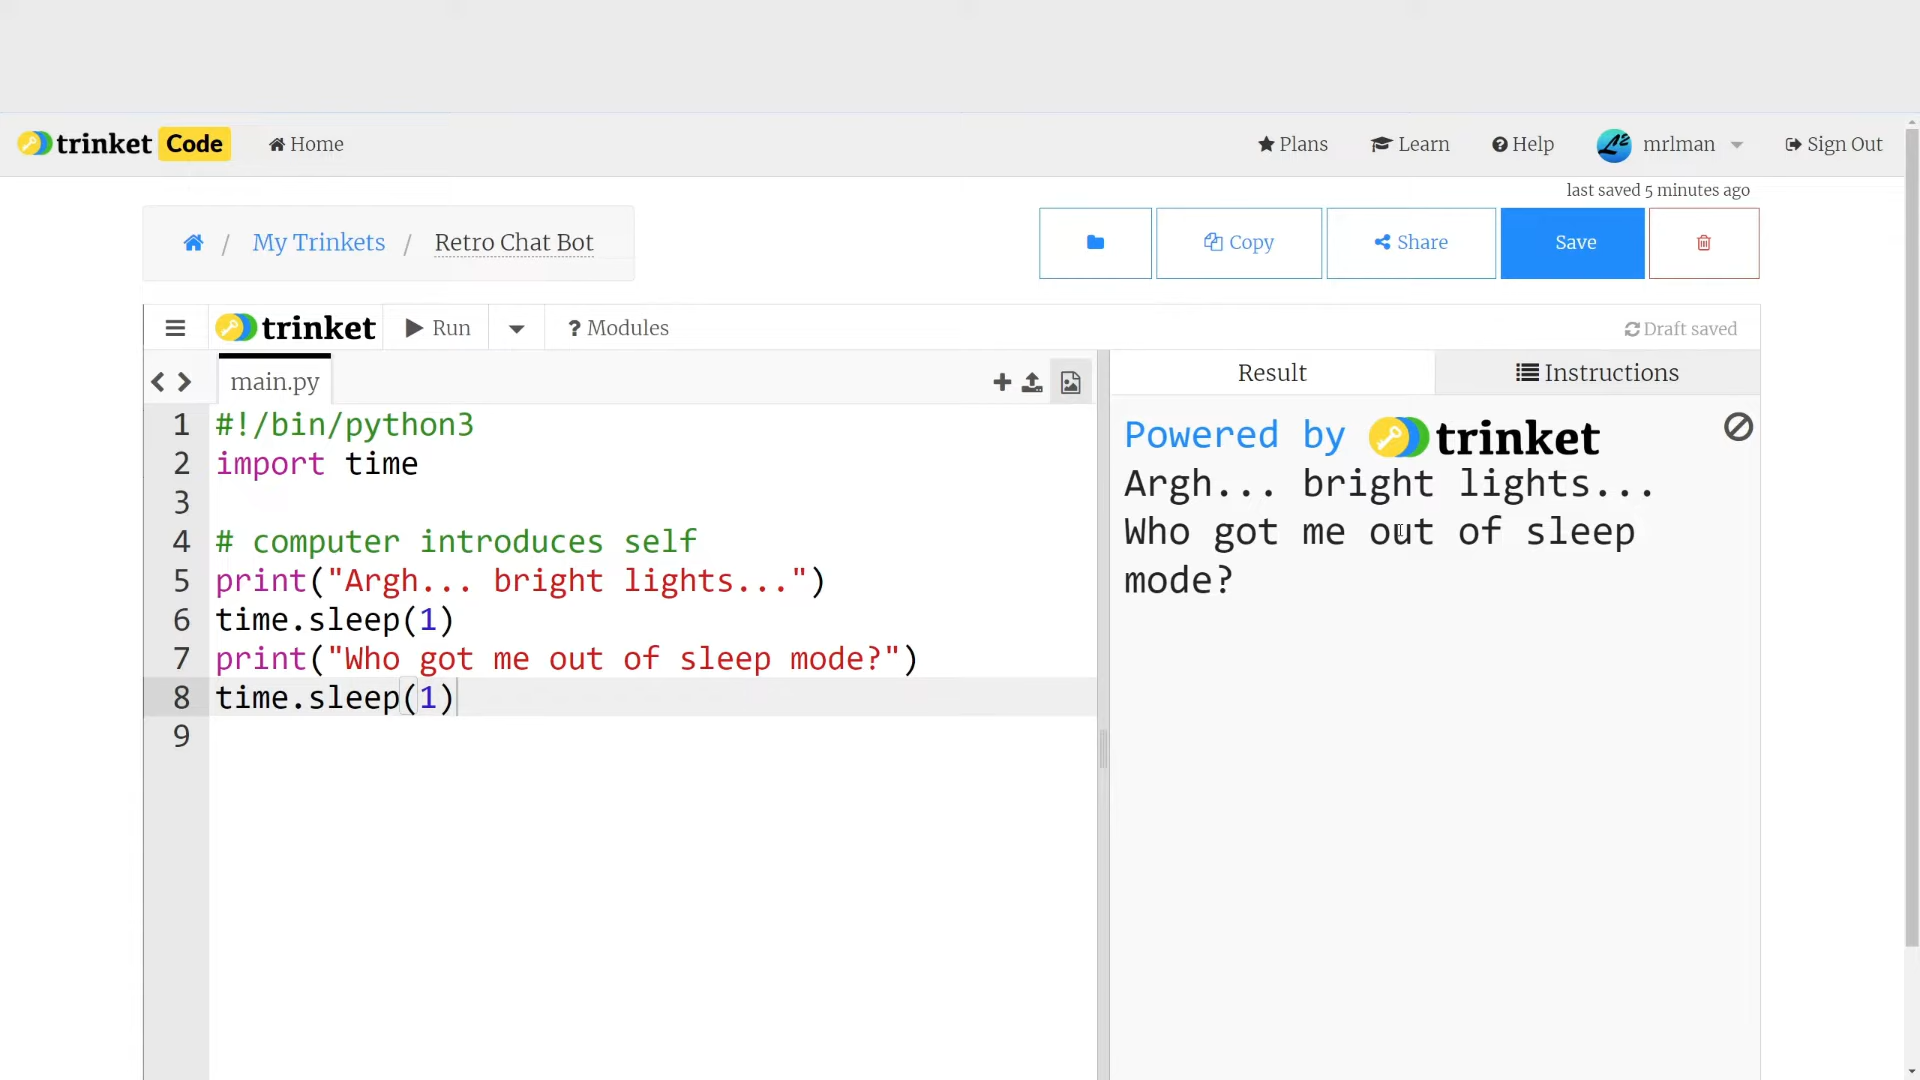 trinket Code Home Plans Learn Help mrlman Sign Out
last saved 5 minutes ago
/ My Trinkets / Retro Chat Bot Copy Share Save
trinket Run ? Modules Draft saved
main.py
Result Instructions
1 #!/bin/python3
2 import time
3
4 # computer introduces self
5 print("Argh... bright lights...")
6 time.sleep(1)
7 print("Who got me out of sleep mode?")
8 time.sleep(1)
9
Powered by trinket
Argh... bright lights...
Who got me out of sleep
mode?